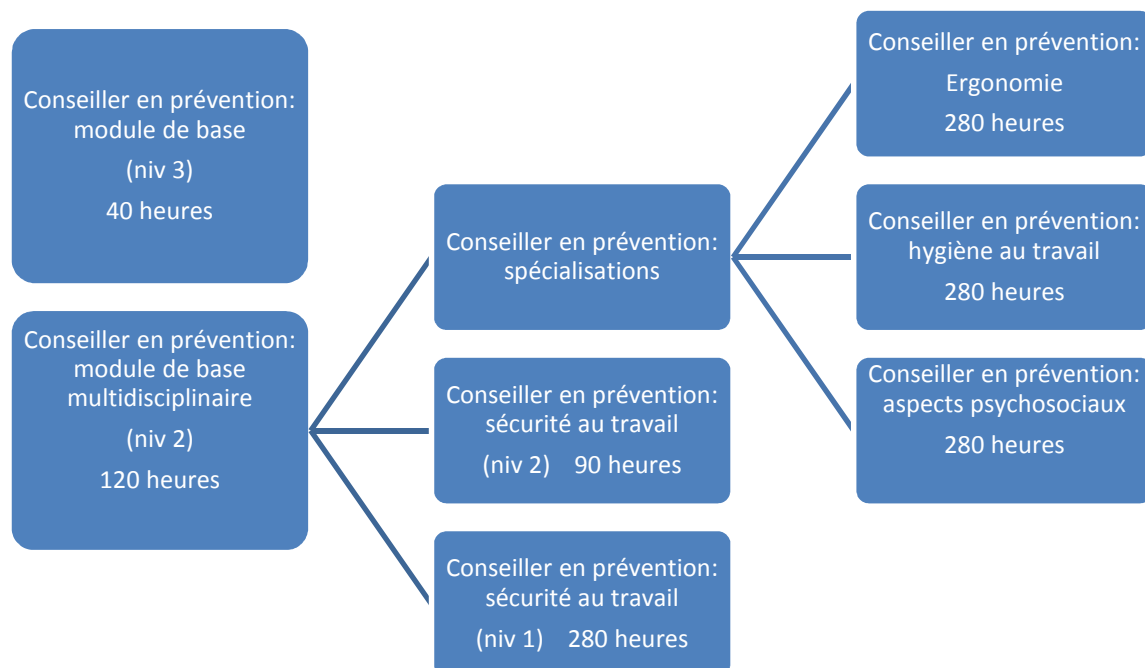 Conseiller en prévention:
module de base
(niv 3)
40 heures
Conseiller en prévention:
module de base
multidisciplinaire
(niv 2)
120 heures
Conseiller en prévention:
spécialisations
Conseiller en prévention:
sécurité au travail
(niv 2) 90 heures
Conseiller en prévention:
sécurité au travail
(niv 1) 280 heures
Conseiller en prévention:
Ergonomie
280 heures
Conseiller en prévention:
hygiène au travail
280 heures
Conseiller en prévention:
aspects psychosociaux
280 heures